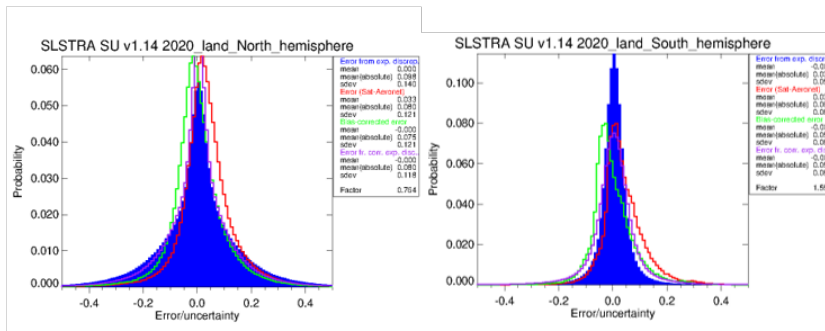 SLSTRA SU v1.14 2020_land_North_hemisphere
0.060
0.050
0.040
0.030
0.020
0.010
0.000
Probability
-0.4 -0.2 0.0 0.2 0.4
Error/uncertainty
Error from exp. discrep.
mean 0.000
mean(absolute) 0.098
sdev 0.140
Error (Sat-Aeronet)
mean 0.033
mean(absolute) 0.080
sdev 0.121
Bias corrected error
mean -0.000
mean(absolute) 0.075
sdev 0.121
Error fr. corr. exp. disc.
mean -0.000
mean(absolute) 0.080
sdev 0.118
Factor 0.764
SLSTRA SU v1.14 2020_land_South_hemisphere
0.100
0.080
0.060
0.040
0.020
0.000
Probability
-0.4 -0.2 0.0 0.2 0.4
Error/uncertainty
Error from exp. dis
mean
mean(absolute)
sdev
Error (Sat-Aeronet)
mean
mean(absolute)
sdev
Bias corrected error
mean
mean(absolute)
sdev
Error fr. corr. exp. di
mean
mean(absolute)
sdev
Factor